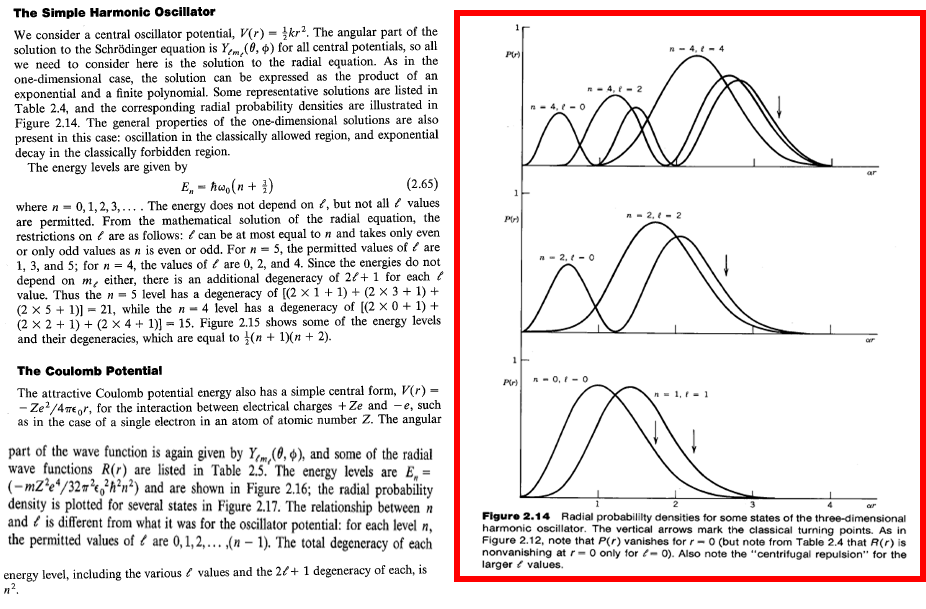 The Simple Harmonic Oscillator
We consider a central oscillator potential, V(r) = ½kr². The angular part of the
solution to the Schrödinger equation is Yℓmℓ(θ, ϕ) for all central potentials, so all
we need to consider here is the solution to the radial equation. As in the
one-dimensional case, the solution can be expressed as the product of an
exponential and a finite polynomial. Some representative solutions are listed in
Table 2.4, and the corresponding radial probability densities are illustrated in
Figure 2.14. The general properties of the one-dimensional solutions are also
present in this case: oscillation in the classically allowed region, and exponential
decay in the classically forbidden region.
The energy levels are given by
Eₙ = ħω₀(n + 3/2) (2.65)
where n = 0, 1, 2, 3, .... The energy does not depend on ℓ, but not all ℓ values
are permitted. From the mathematical solution of the radial equation, the
restrictions on ℓ are as follows: ℓ can be at most equal to n and takes only even
or only odd values as n is even or odd. For n = 5, the permitted values of ℓ are
1, 3, and 5; for n = 4, the values of ℓ are 0, 2, and 4. Since the energies do not
depend on mℓ either, there is an additional degeneracy of 2ℓ + 1 for each ℓ
value. Thus the n = 5 level has a degeneracy of [(2 × 1 + 1) + (2 × 3 + 1) +
(2 × 5 + 1)] = 21, while the n = 4 level has a degeneracy of [(2 × 0 + 1) +
(2 × 2 + 1) + (2 × 4 + 1)] = 15. Figure 2.15 shows some of the energy levels
and their degeneracies, which are equal to ½(n + 1)(n + 2).
The Coulomb Potential
The attractive Coulomb potential energy also has a simple central form, V(r) =
−Ze²/4πϵ₀r, for the interaction between electrical charges +Ze and −e, such
as in the case of a single electron in an atom of atomic number Z. The angular
part of the wave function is again given by Yℓmℓ(θ, ϕ), and some of the radial
wave functions R(r) are listed in Table 2.5. The energy levels are Eₙ =
(−mZ²e⁴/32π²ϵ₀²ħ²n²) and are shown in Figure 2.16; the radial probability
density is plotted for several states in Figure 2.17. The relationship between n
and ℓ is different from what it was for the oscillator potential: for each level n,
the permitted values of ℓ are 0, 1, 2, ... ,(n − 1). The total degeneracy of each
energy level, including the various ℓ values and the 2ℓ + 1 degeneracy of each, is
n².
1
P(r)
n = 4, ℓ = 4
n = 4, ℓ = 2
n = 4, ℓ = 0
1 2 3 4
αr
1
P(r)
n = 2, ℓ = 2
n = 2, ℓ = 0
1 2 3 4
αr
1
P(r)
n = 0, ℓ = 0
n = 1, ℓ = 1
1 2 3 4 αr
Figure 2.14 Radial probability densities for some states of the three-dimensional
harmonic oscillator. The vertical arrows mark the classical turning points. As in
Figure 2.12, note that P(r) vanishes for r = 0 (but note from Table 2.4 that R(r) is
nonvanishing at r = 0 only for ℓ = 0). Also note the "centrifugal repulsion" for the
larger ℓ values.